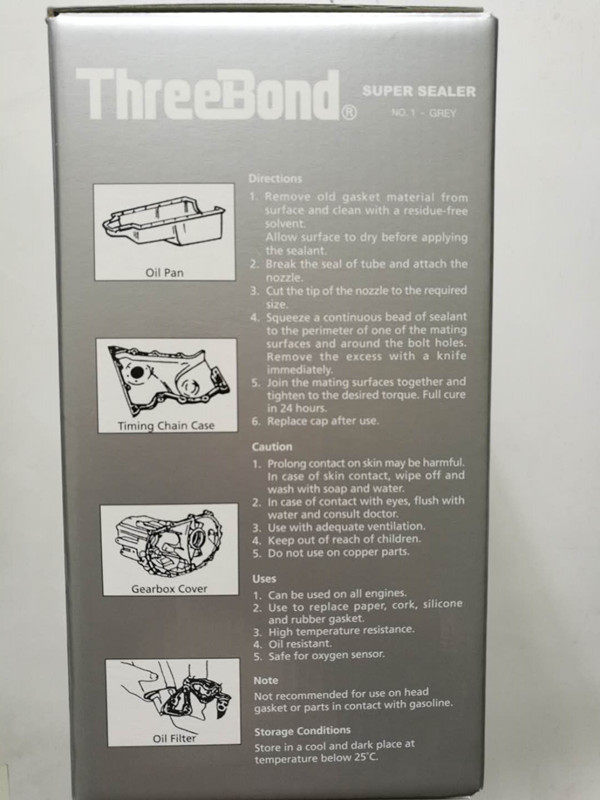 ThreeBond®
SUPER SEALER
NO. 1 - GREY
Directions
1. Remove old gasket material from
surface and clean with a residue-free
solvent.
Allow surface to dry before applying
the sealant.
2. Break the seal of tube and attach the
nozzle.
3. Cut the tip of the nozzle to the required
size.
4. Squeeze a continuous bead of sealant
to the perimeter of one of the mating
surfaces and around the bolt holes.
Remove the excess with a knife
immediately.
5. Join the mating surfaces together and
tighten to the desired torque. Full cure
in 24 hours.
6. Replace cap after use.
Caution
1. Prolong contact on skin may be harmful.
In case of skin contact, wipe off and
wash with soap and water.
2. In case of contact with eyes, flush with
water and consult doctor.
3. Use with adequate ventilation.
4. Keep out of reach of children.
5. Do not use on copper parts.
Uses
1. Can be used on all engines.
2. Use to replace paper, cork, silicone
and rubber gasket.
3. High temperature resistance.
4. Oil resistant.
5. Safe for oxygen sensor.
Note
Not recommended for use on head
gasket or parts in contact with gasoline.
Storage Conditions
Store in a cool and dark place at
temperature below 25°C.
Oil Pan
Timing Chain Case
Gearbox Cover
Oil Filter